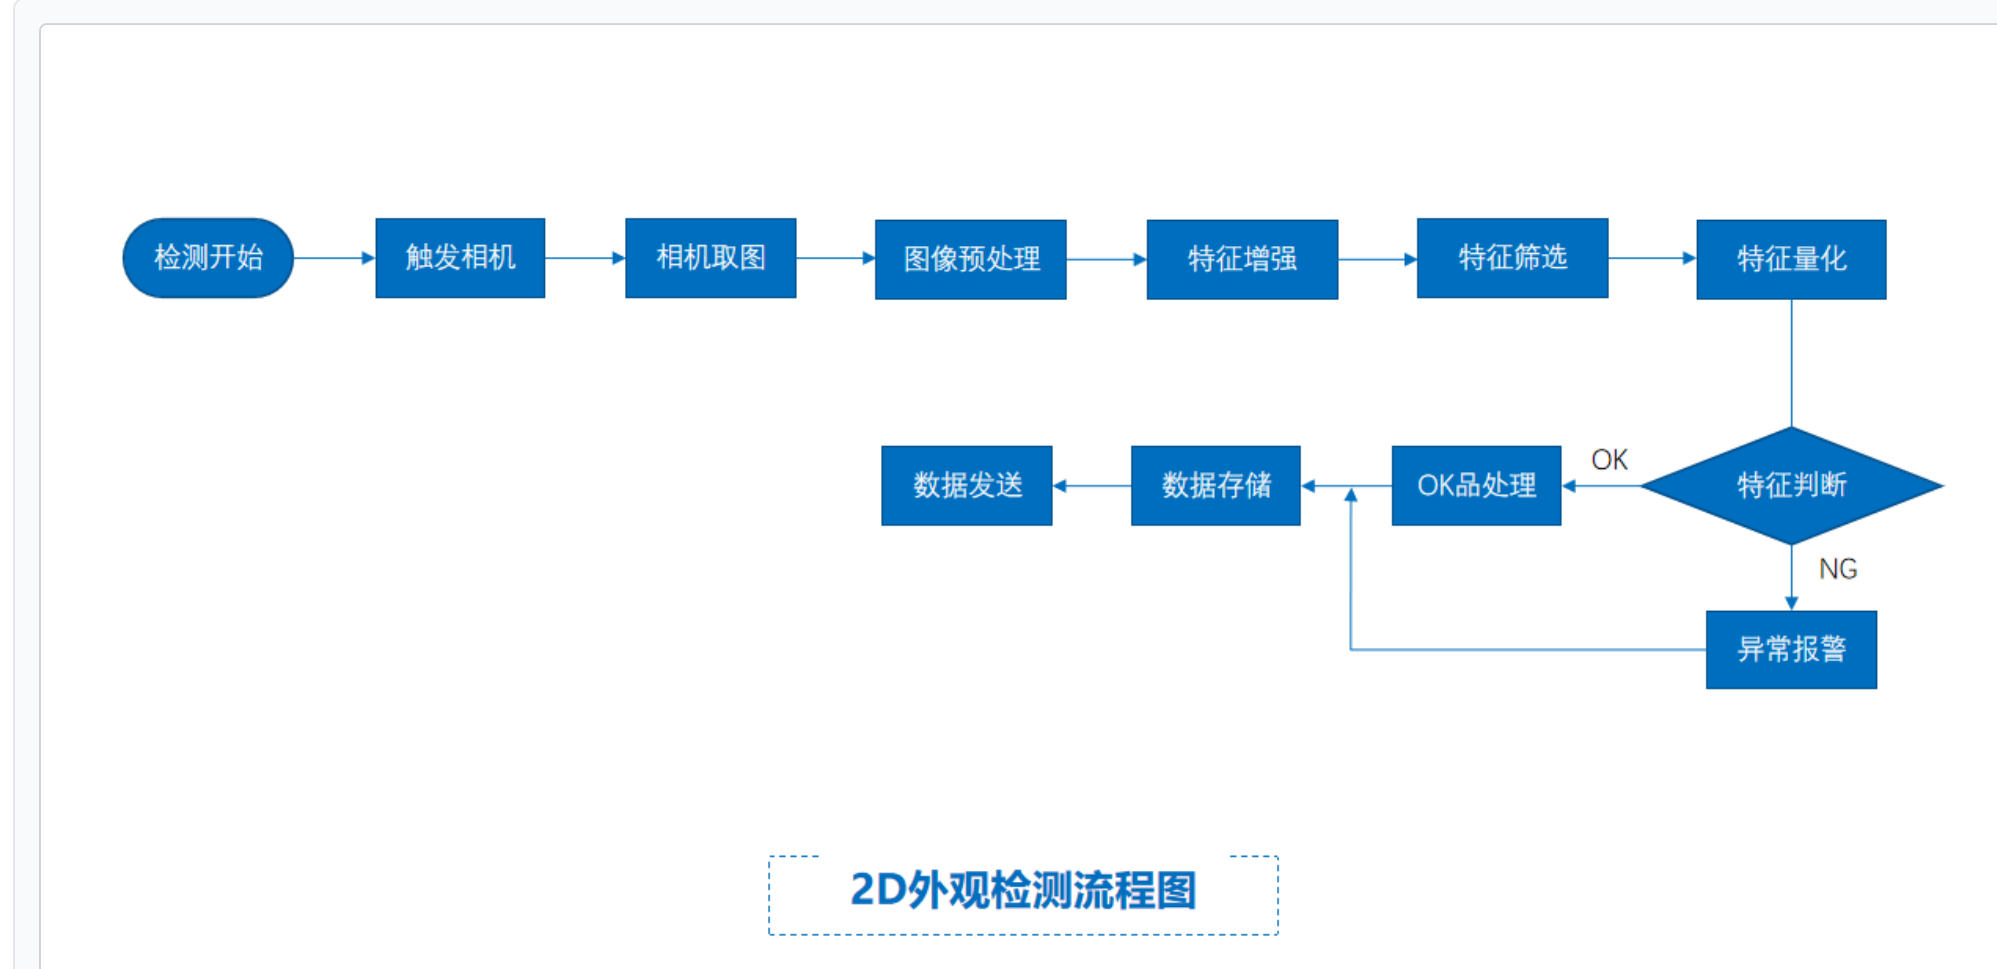 检测开始
触发相机
相机取图
图像预处理
特征增强
特征筛选
特征量化
数据发送
数据存储
OK品处理
OK
特征判断
NG
异常报警
2D外观检测流程图